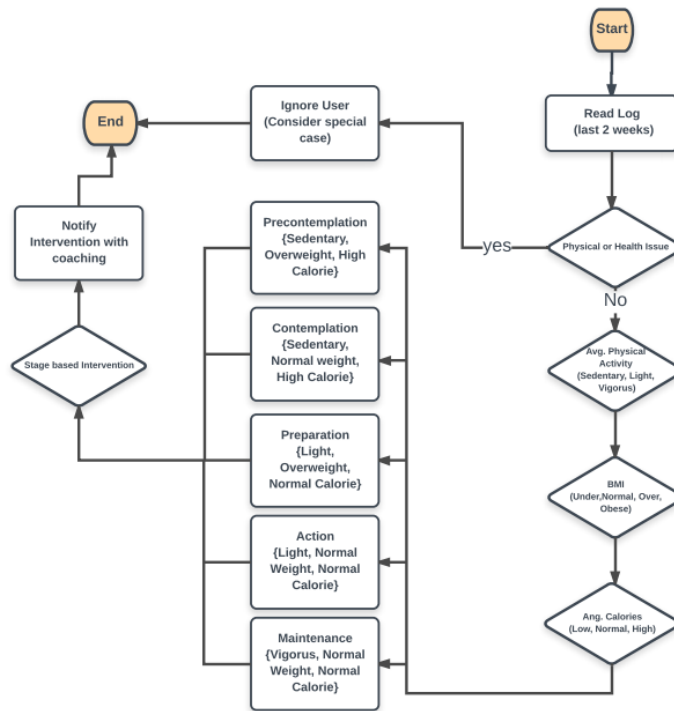 Start
Read Log
(last 2 weeks)
Physical or Health Issue
yes
No
Ignore User
(Consider special
case)
End
Avg. Physical
Activity
(Sedentary, Light,
Vigorus)
BMI
(Under,Normal, Over,
Obese)
Ang. Calories
(Low, Normal, High)
Precontemplation
{Sedentary,
Overweight, High
Calorie}
Contemplation
{Sedentary,
Normal weight,
High Calorie}
Preparation
{Light,
Overweight,
Normal Calorie}
Action
{Light, Normal
Weight, Normal
Calorie}
Maintenance
{Vigorus, Normal
Weight, Normal
Calorie}
Stage based Intervention
Notify
Intervention with
coaching